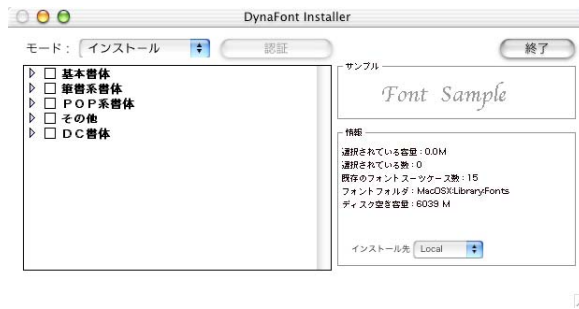 DynaFont Installer
モード： インストール 認証 終了
基本書体
筆書系書体
ＰＯＰ系書体
その他
ＤＣ書体
サンプル
Font Sample
情報
選択されている容量：0.0M
選択されている数：0
既存のフォントスーツケース数：15
フォントフォルダ：MacOSX:Library:Fonts
ディスク空き容量：6039 M
インストール先 Local